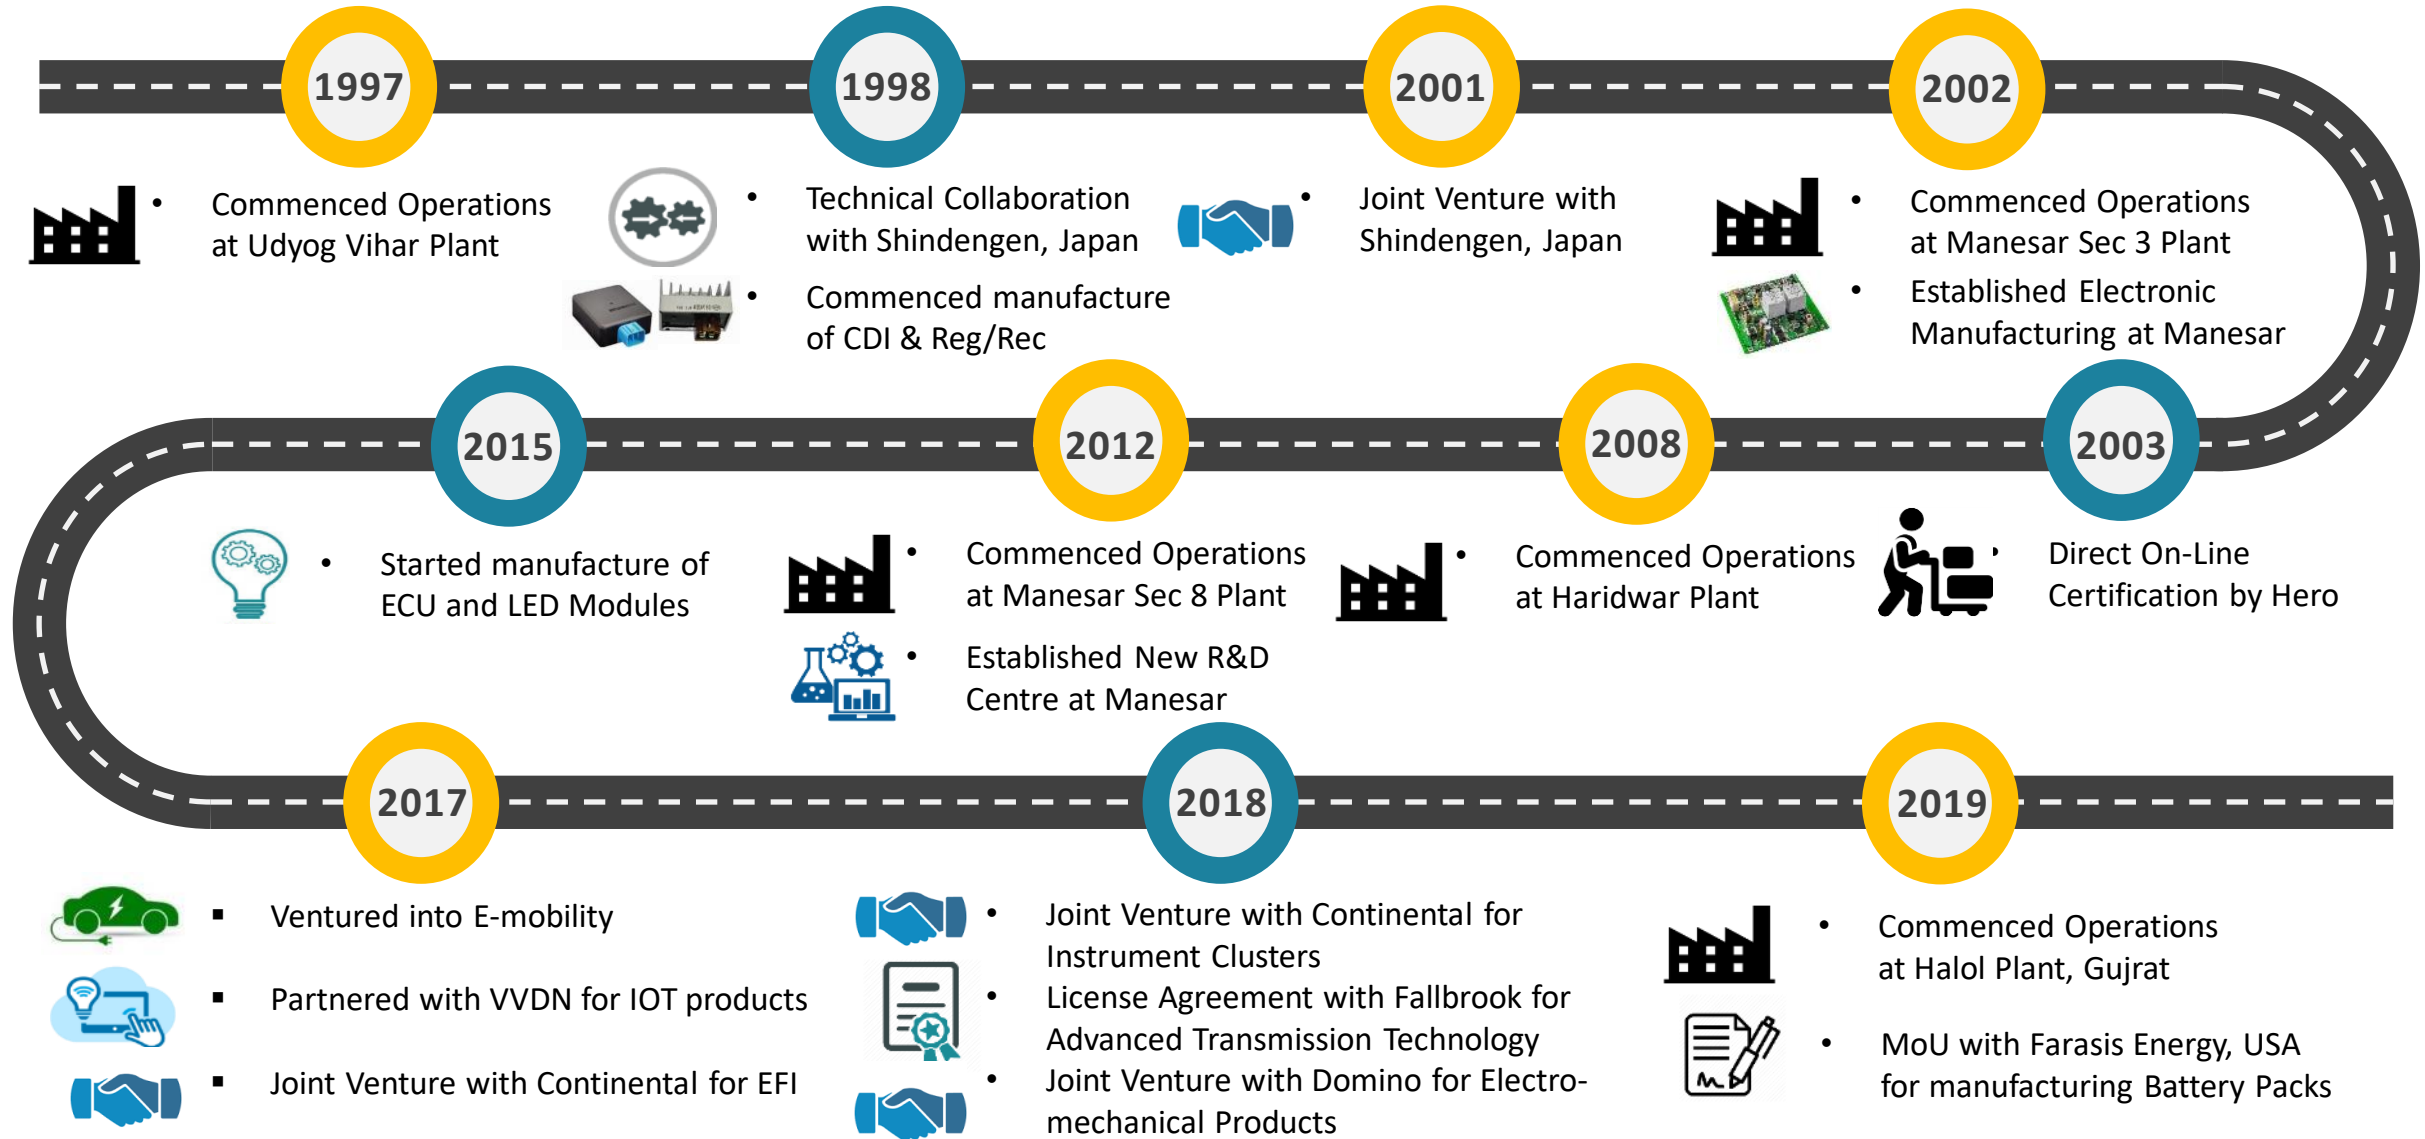 1997
1998
2001
2002
• Commenced Operations
at Udyog Vihar Plant
• Technical Collaboration
with Shindengen, Japan
• Commenced manufacture
of CDI & Reg/Rec
• Joint Venture with
Shindengen, Japan
• Commenced Operations
at Manesar Sec 3 Plant
• Established Electronic
Manufacturing at Manesar
2015
2012
2008
2003
• Started manufacture of
ECU and LED Modules
• Commenced Operations
at Manesar Sec 8 Plant
• Established New R&D
Centre at Manesar
• Commenced Operations
at Haridwar Plant
• Direct On-Line
Certification by Hero
2017
2018
2019
▪ Ventured into E-mobility
▪ Partnered with VVDN for IOT products
▪ Joint Venture with Continental for EFI
• Joint Venture with Continental for
Instrument Clusters
• License Agreement with Fallbrook for
Advanced Transmission Technology
• Joint Venture with Domino for Electro-
mechanical Products
• Commenced Operations
at Halol Plant, Gujrat
• MoU with Farasis Energy, USA
for manufacturing Battery Packs